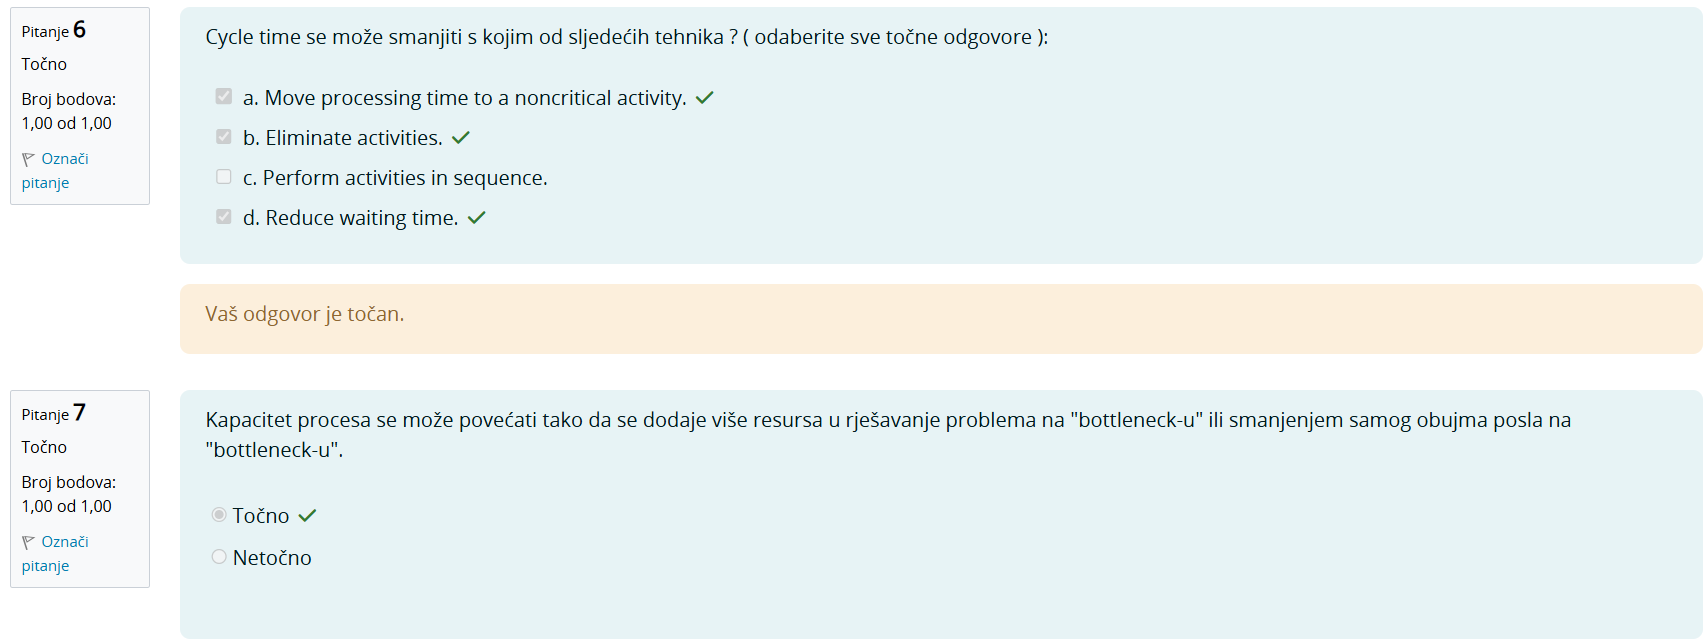 Pitanje 6
Točno
Broj bodova:
1,00 od 1,00
Označi
pitanje
Cycle time se može smanjiti s kojim od sljedećih tehnika ? ( odaberite sve točne odgovore ):
a. Move processing time to a noncritical activity.
b. Eliminate activities.
c. Perform activities in sequence.
d. Reduce waiting time.
Vaš odgovor je točan.
Pitanje 7
Točno
Broj bodova:
1,00 od 1,00
Označi
pitanje
Kapacitet procesa se može povećati tako da se dodaje više resursa u rješavanje problema na "bottleneck-u" ili smanjenjem samog obujma posla na
"bottleneck-u".
Točno
Netočno